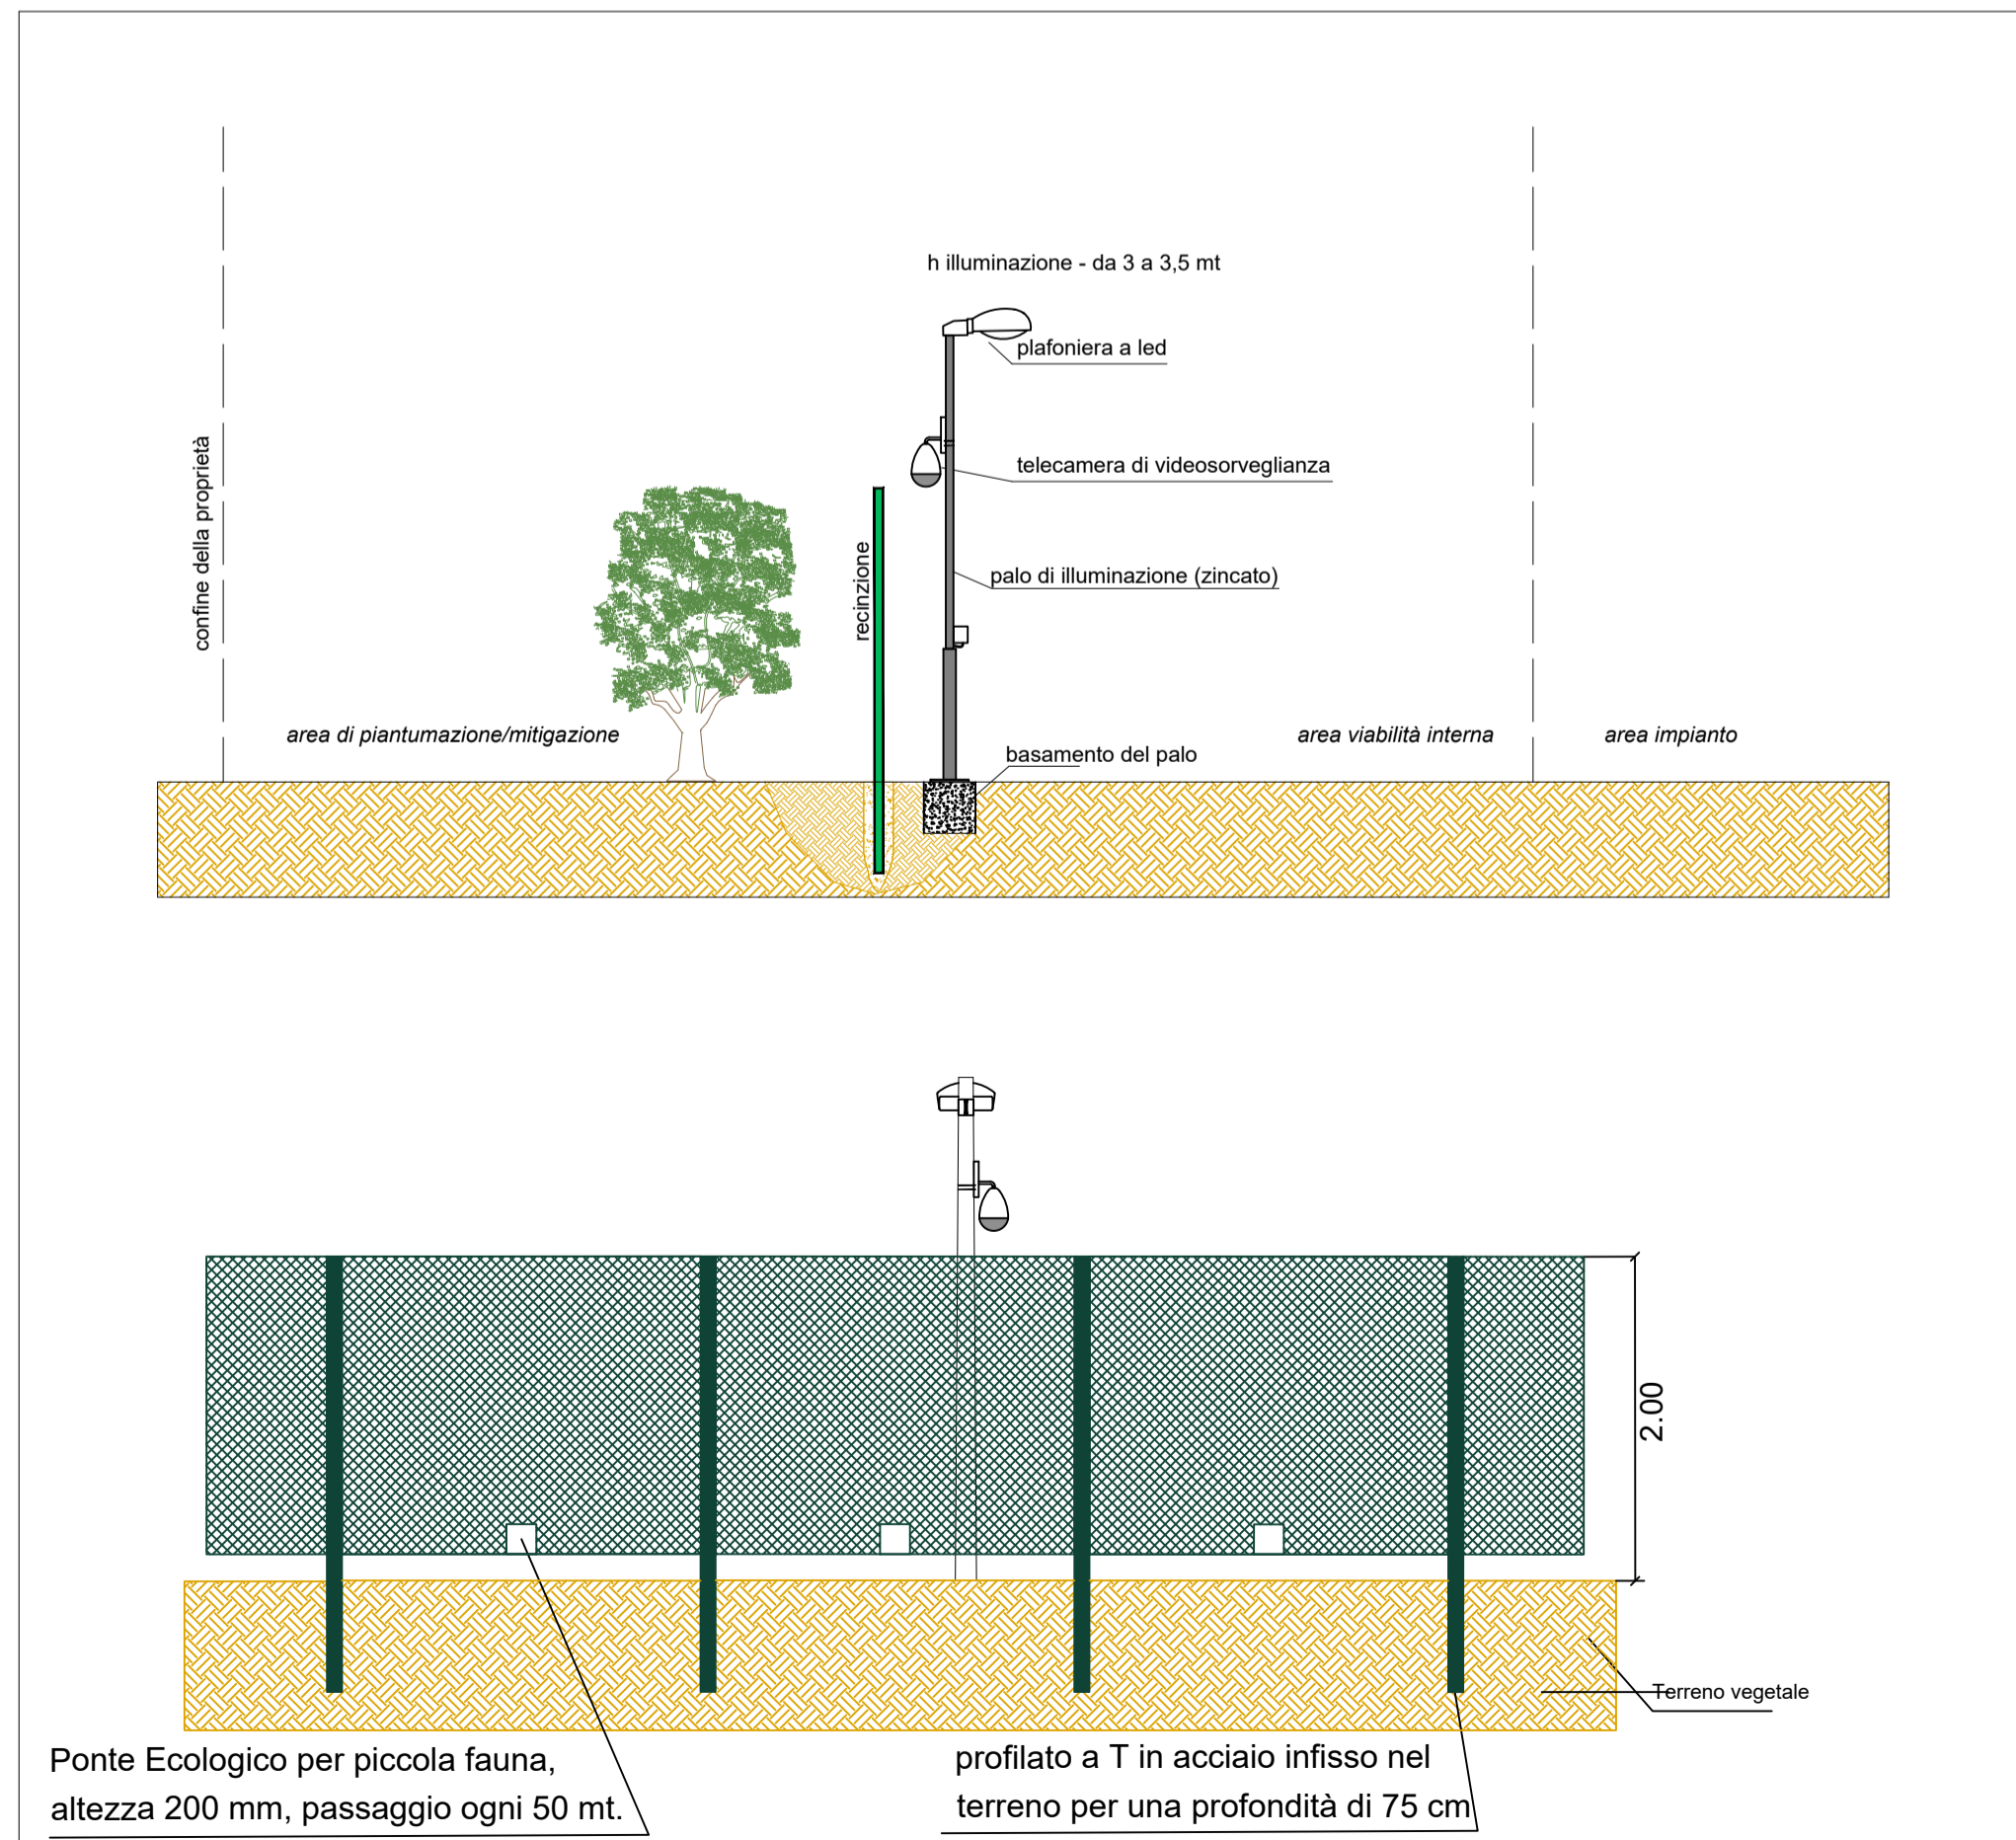 h illuminazione - da 3 a 3,5 mt
plafoniera a led
confine della proprietà
telecamera di videosorveglianza
recinzione
palo di illuminazione (zincato)
area di piantumazione/mitigazione
basamento del palo
area viabilità interna
area impianto
2.00
Terreno vegetale
Ponte Ecologico per piccola fauna,
altezza 200 mm, passaggio ogni 50 mt.
profilato a T in acciaio infisso nel
terreno per una profondità di 75 cm